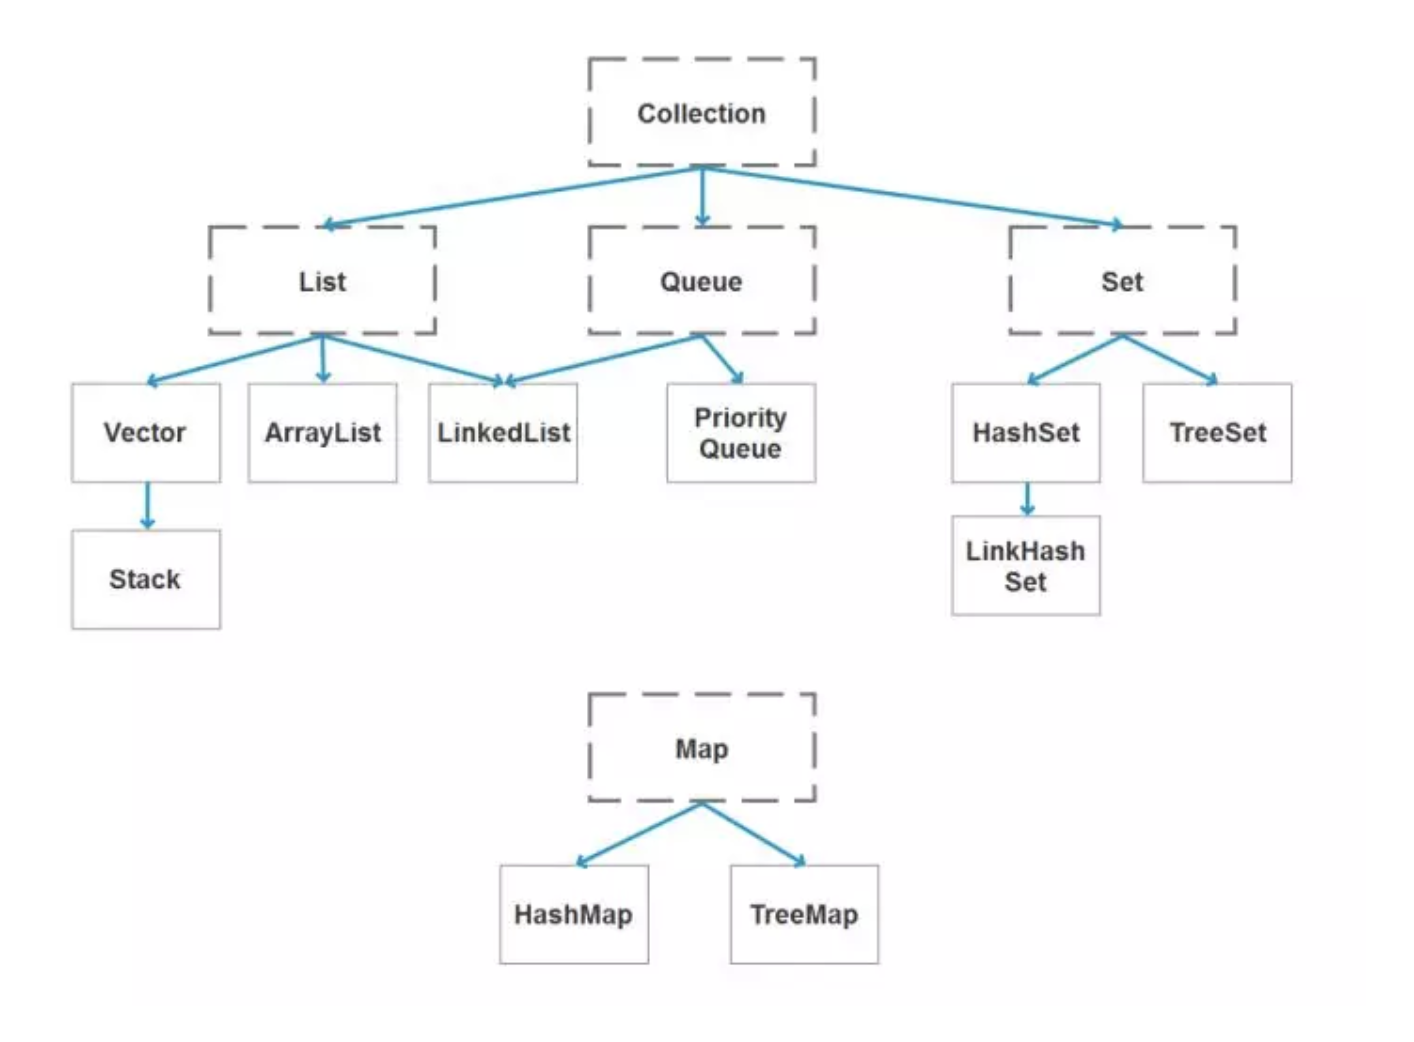 Collection
List
Queue
Set
Vector
ArrayList
LinkedList
Priority
Queue
HashSet
TreeSet
Stack
LinkHash
Set
Map
HashMap
TreeMap